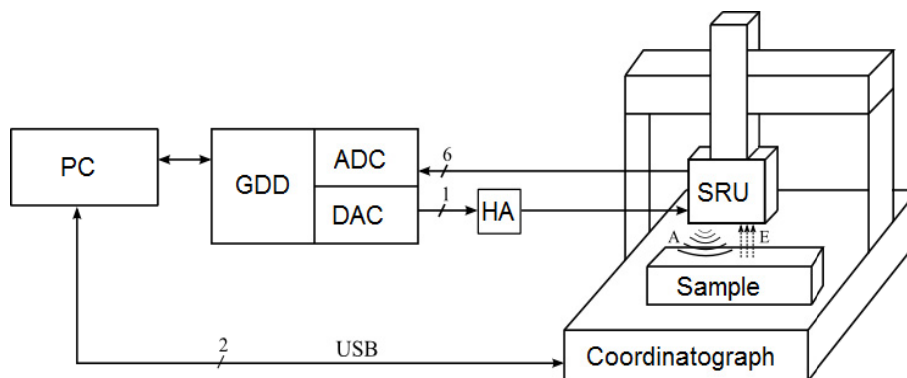 PC
GDD
ADC
DAC
6
1
HA
SRU
A
E
Sample
2
USB
Coordinatograph